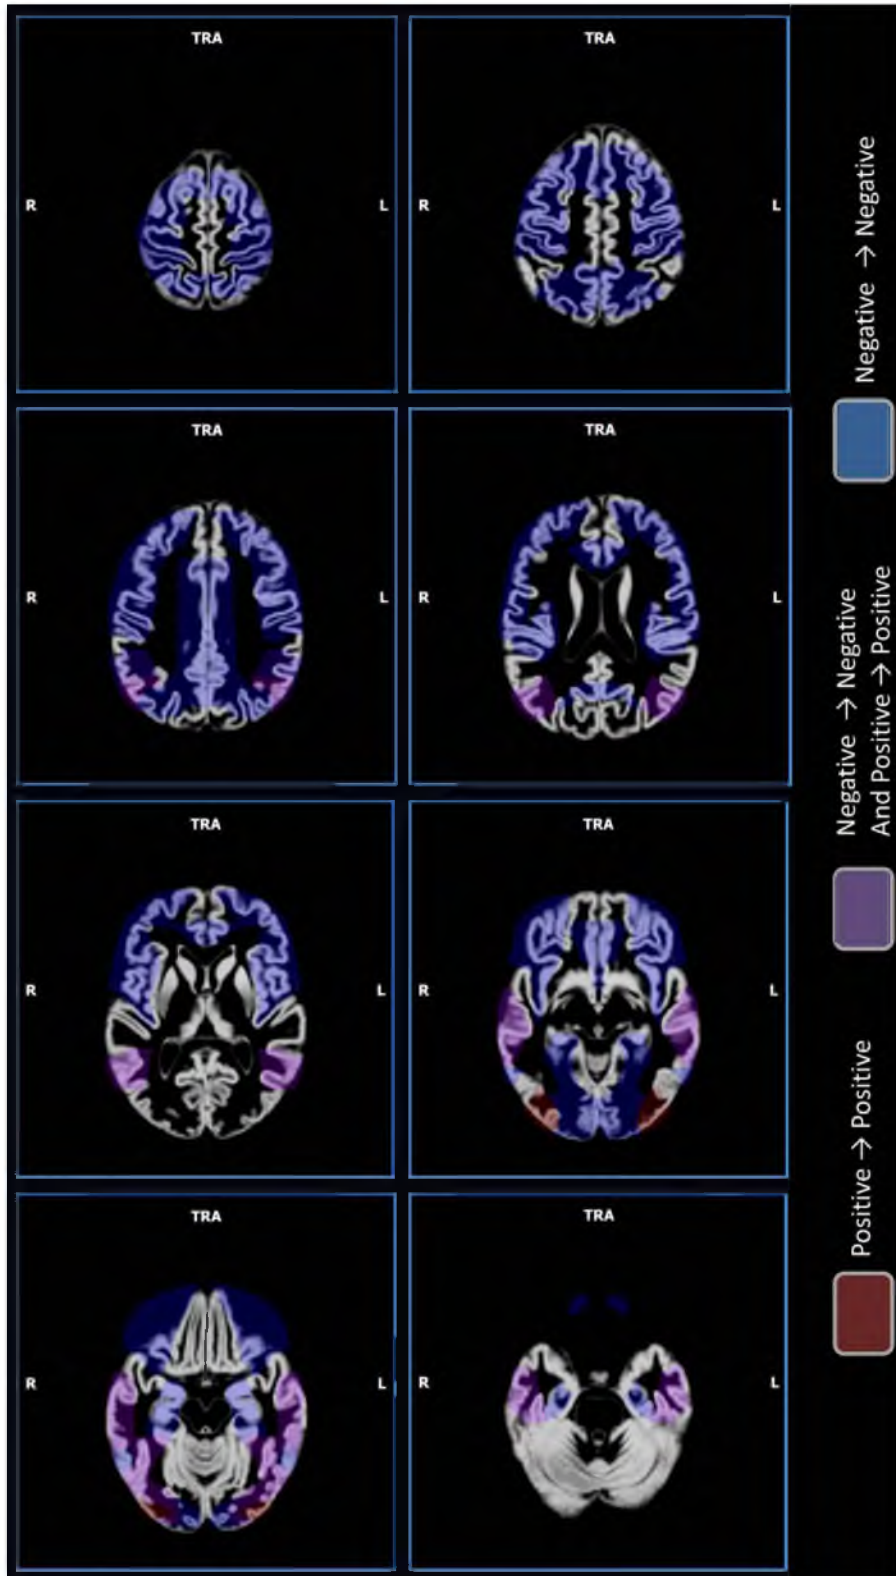 TRA
TRA
R
L
R
L
TRA
TRA
R
L
R
L
TRA
TRA
R
L
R
L
TRA
TRA
R
L
R
L
Positive → Positive
Negative → Negative
And Positive → Positive
Negative → Negative